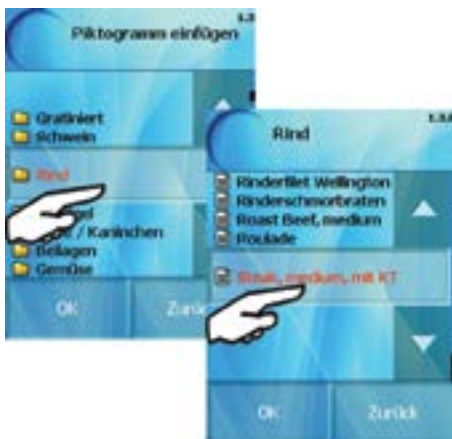 Piktogramm einfügen
Gratiniert
Schwein
Rind
/ Kaninchen
Beilagen
Gemüse
OK
Rind
Rinderfilet Wellington
Rinderschmorbraten
Roast Beef, medium
Roulade
Steak, medium, mit KT
OK
Zurück